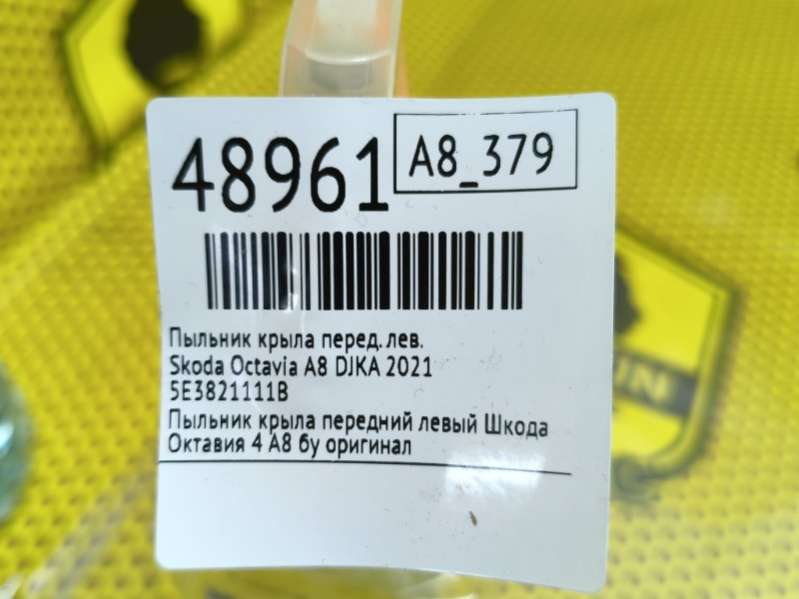 48961
A8_379
Пыльник крыла перед. лев.
Skoda Octavia A8 DJKA 2021
5E3821111B
Пыльник крыла передний левый Шкода
Октавия 4 А8 бу оригинал